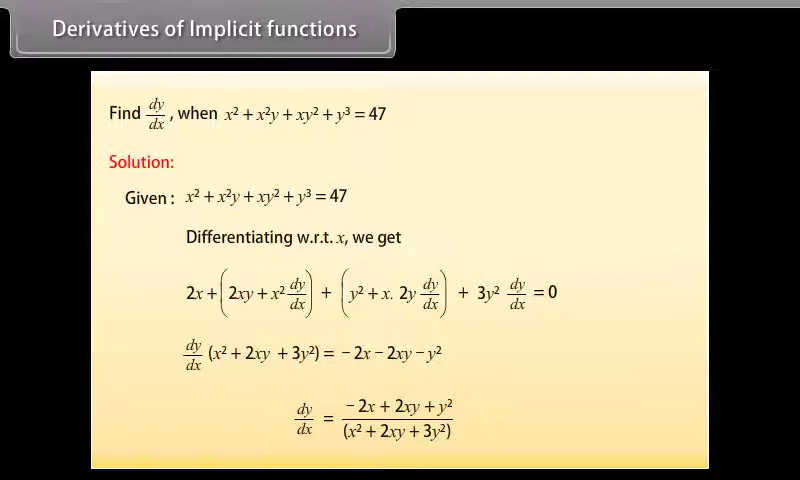 Derivatives of Implicit functions
Find dy/dx, when x² + x²y + xy² + y³ = 47
Solution:
Given : x² + x²y + xy² + y³ = 47
Differentiating w.r.t. x, we get
2x + (2xy + x² dy/dx) + (y² + x. 2y dy/dx) + 3y² dy/dx = 0
dy/dx (x² + 2xy + 3y²) = − 2x − 2xy − y²
dy/dx = − 2x + 2xy + y² / (x² + 2xy + 3y²)